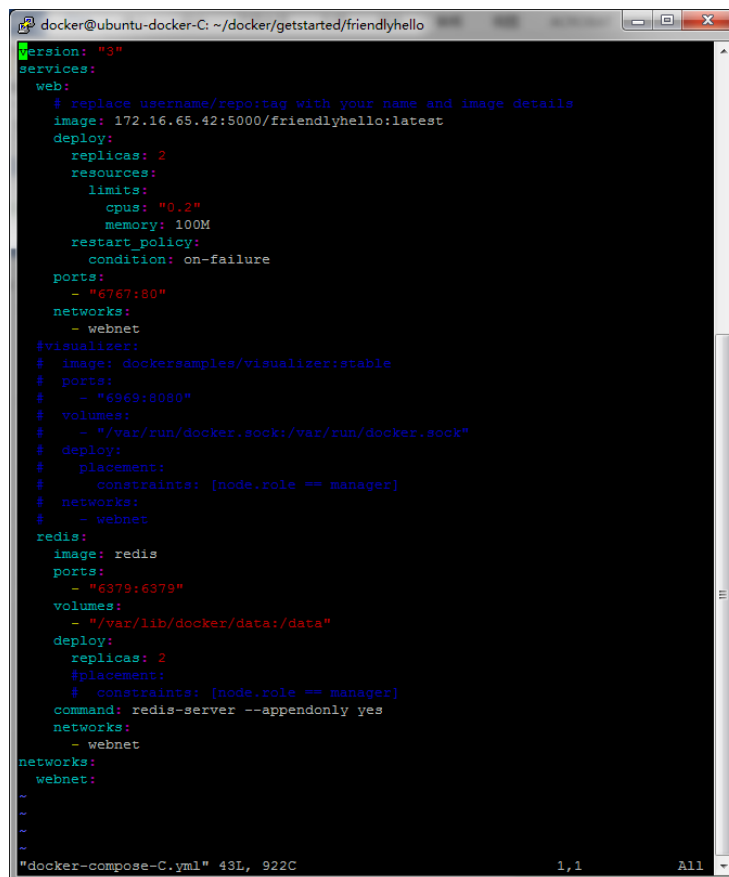 docker@ubuntu-docker-C: ~/docker/getstarted/friendlyhello
version: "3"
services:
  web:
    # replace username/repo:tag with your name and image details
    image: 172.16.65.42:5000/friendlyhello:latest
    deploy:
      replicas: 2
      resources:
        limits:
          cpus: "0.2"
          memory: 100M
      restart_policy:
        condition: on-failure
    ports:
      - "6767:80"
    networks:
      - webnet
  #visualizer:
  #  image: dockersamples/visualizer:stable
  #  ports:
  #    - "6969:8080"
  #  volumes:
  #    - "/var/run/docker.sock:/var/run/docker.sock"
  #  deploy:
  #    placement:
  #      constraints: [node.role == manager]
  #  networks:
  #    - webnet
  redis:
    image: redis
    ports:
      - "6379:6379"
    volumes:
      - "/var/lib/docker/data:/data"
    deploy:
      replicas: 2
      #placement:
      #  constraints: [node.role == manager]
    command: redis-server --appendonly yes
    networks:
      - webnet
networks:
  webnet:
~
~
~
~
"docker-compose-C.yml" 43L, 922C 1,1 All